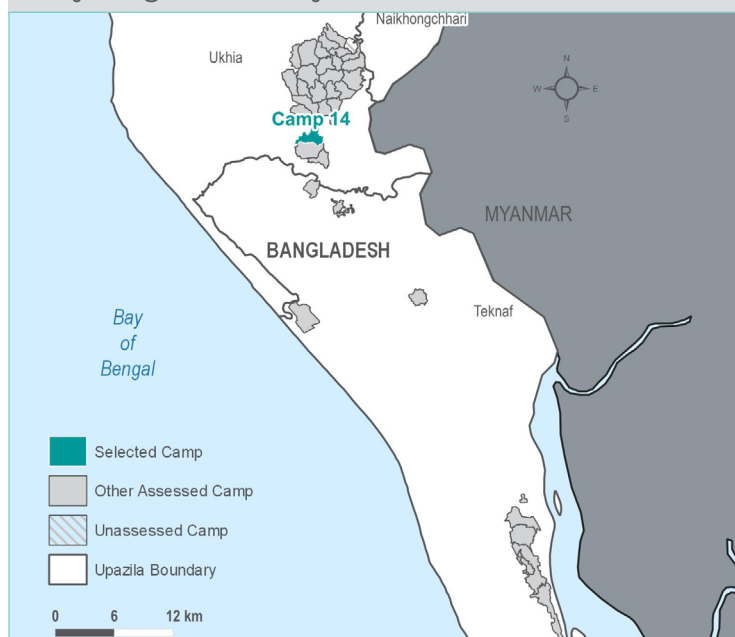 Naikhongchhari
Ukhia
N
W
E
S
Camp 14
MYANMAR
BANGLADESH
Teknaf
Bay
of
Bengal
Selected Camp
Other Assessed Camp
Unassessed Camp
Upazila Boundary
0 6 12 km